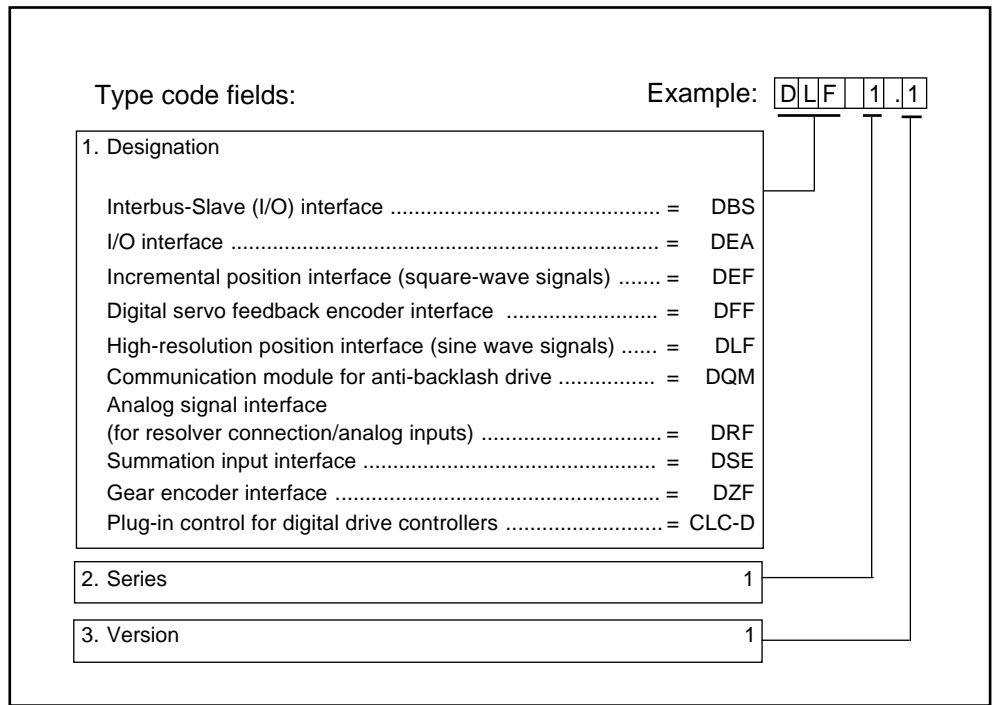 Type code fields: Example: DLF 1.1
1. Designation
Interbus-Slave (I/O) interface ............................................. = DBS
I/O interface ....................................................................... = DEA
Incremental position interface (square-wave signals) ....... = DEF
Digital servo feedback encoder interface .......................... = DFF
High-resolution position interface (sine wave signals) ...... = DLF
Communication module for anti-backlash drive ................ = DQM
Analog signal interface
(for resolver connection/analog inputs) .............................. = DRF
Summation input interface ................................................. = DSE
Gear encoder interface ...................................................... = DZF
Plug-in control for digital drive controllers .......................... = CLC-D
2. Series 1
3. Version 1